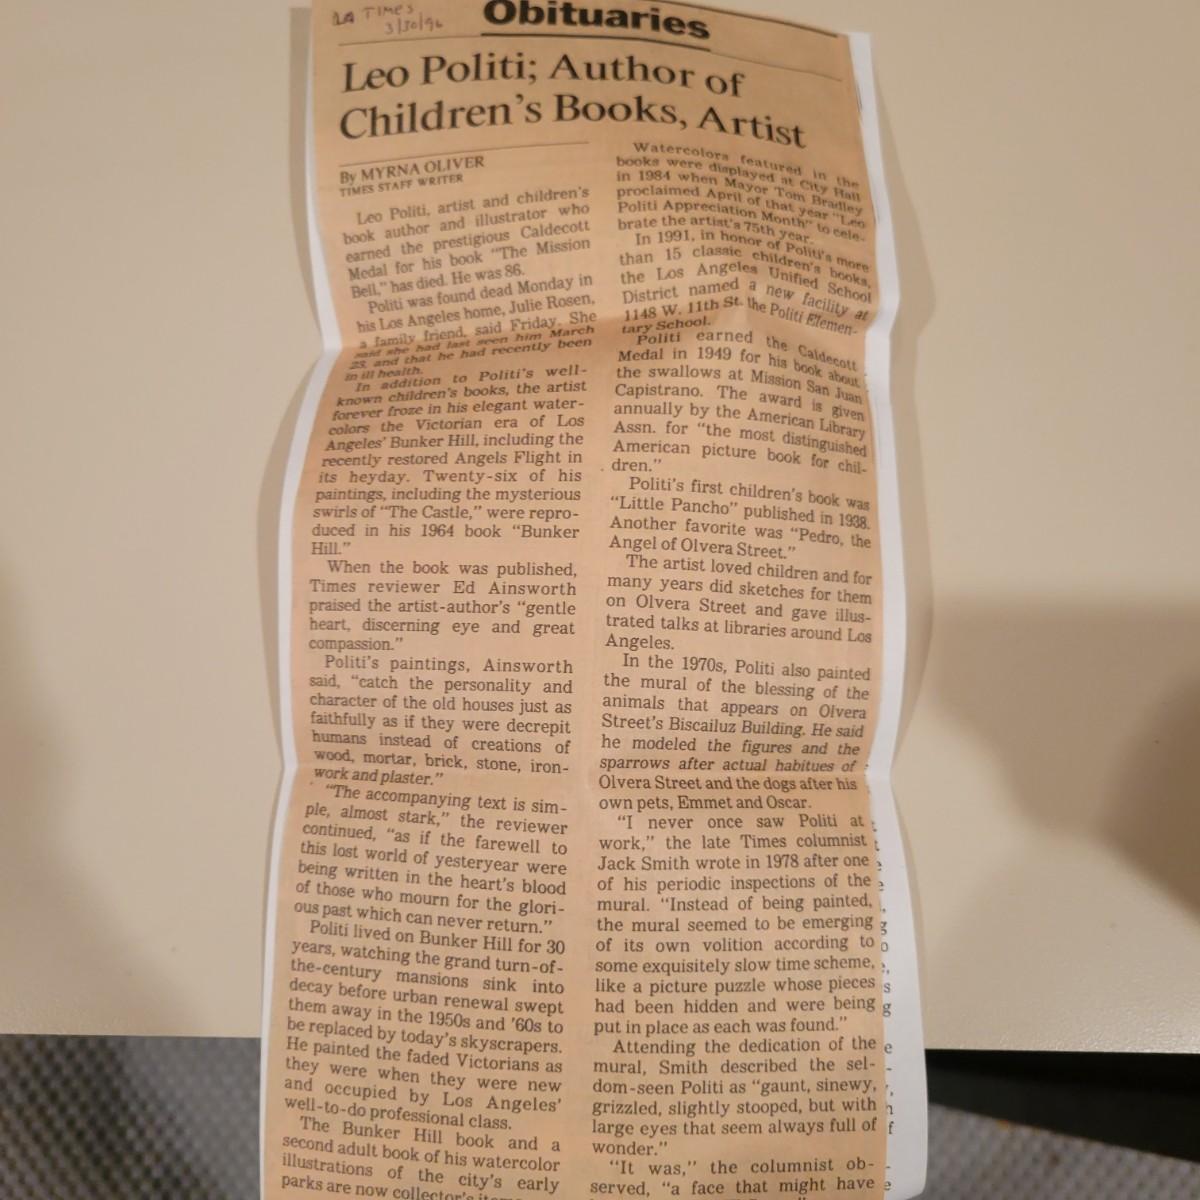 LA Times
3/30/96
Obituaries
Leo Politi; Author of
Children's Books, Artist
By MYRNA OLIVER
TIMES STAFF WRITER
Leo Politi, artist and children's
book author and illustrator who
earned the prestigious Caldecott
Medal for his book "The Mission
Bell," has died. He was 86.
Politi was found dead Monday in
his Los Angeles home, Julie Rosen,
a family friend, said Friday. She
said she had last seen him March
23, and that he had recently been
in ill health.
In addition to Politi's well-
known children's books, the artist
forever froze in his elegant water-
colors the Victorian era of Los
Angeles' Bunker Hill, including the
recently restored Angels Flight in
its heyday. Twenty-six of his
paintings, including the mysterious
swirls of "The Castle," were repro-
duced in his 1964 book "Bunker
Hill."
When the book was published,
Times reviewer Ed Ainsworth
praised the artist-author's "gentle
heart, discerning eye and great
compassion."
Politi's paintings, Ainsworth
said, "catch the personality and
character of the old houses just as
faithfully as if they were decrepit
humans instead of creations of
wood, mortar, brick, stone, iron-
work and plaster."
"The accompanying text is sim-
ple, almost stark," the reviewer
continued, "as if the farewell to
this lost world of yesteryear were
being written in the heart's blood
of those who mourn for the glori-
ous past which can never return."
Politi lived on Bunker Hill for 30
years, watching the grand turn-of-
the-century mansions sink into
decay before urban renewal swept
them away in the 1950s and '60s to
be replaced by today's skyscrapers.
He painted the faded Victorians as
they were when they were new
and occupied by Los Angeles'
well-to-do professional class.
The Bunker Hill book and a
second adult book of his watercolor
illustrations of the city's early
parks are now collector's
Watercolors featured in the
books were displayed at City Hall
in 1984 when Mayor Tom Bradley
proclaimed April of that year "Leo
Politi Appreciation Month" to cele-
brate the artist's 75th year.
In 1991, in honor of Politi's more
than 15 classic children's books,
the Los Angeles Unified School
District named a new facility at
1148 W. 11th St. the Politi Elemen-
tary School.
Politi earned the Caldecott
Medal in 1949 for his book about
the swallows at Mission San Juan
Capistrano. The award is given
annually by the American Library
Assn. for "the most distinguished
American picture book for chil-
dren."
Politi's first children's book was
"Little Pancho" published in 1938.
Another favorite was "Pedro, the
Angel of Olvera Street."
The artist loved children and for
many years did sketches for them
on Olvera Street and gave illus-
trated talks at libraries around Los
Angeles.
In the 1970s, Politi also painted
the mural of the blessing of the
animals that appears on Olvera
Street's Biscailuz Building. He said
he modeled the figures and the
sparrows after actual habitues of
Olvera Street and the dogs after his
own pets, Emmet and Oscar.
"I never once saw Politi at
work," the late Times columnist
Jack Smith wrote in 1978 after one
of his periodic inspections of the
mural. "Instead of being painted,
the mural seemed to be emerging
of its own volition according to
some exquisitely slow time scheme,
like a picture puzzle whose pieces
had been hidden and were being
put in place as each was found."
Attending the dedication of the
mural, Smith described the sel-
dom-seen Politi as "gaunt, sinewy,
grizzled, slightly stooped, but with
large eyes that seem always full of
wonder."
"It was," the columnist ob-
served, "a face that might have